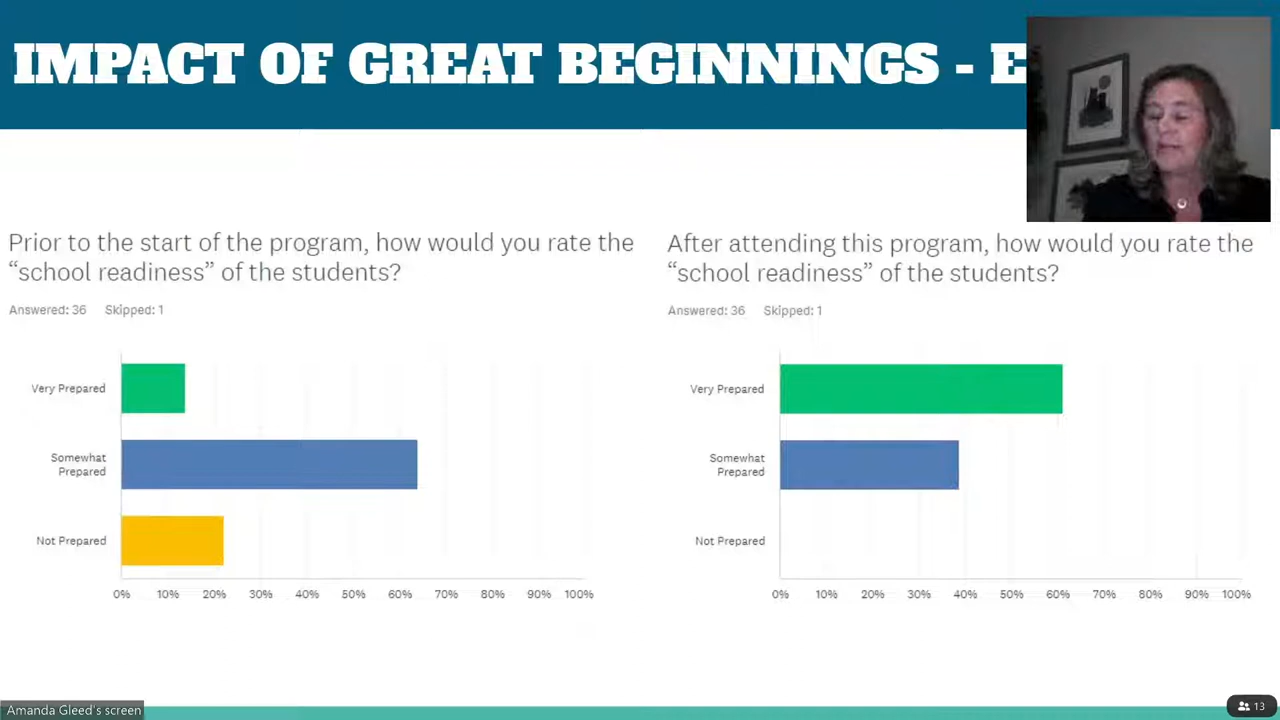 IMPACT OF GREAT BEGINNINGS - E
Prior to the start of the program, how would you rate the
“school readiness” of the students?
Answered: 36 Skipped: 1
Very Prepared
Somewhat
Prepared
Not Prepared
0% 10% 20% 30% 40% 50% 60% 70% 80% 90% 100%
After attending this program, how would you rate the
“school readiness” of the students?
Answered: 36 Skipped: 1
Very Prepared
Somewhat
Prepared
Not Prepared
0% 10% 20% 30% 40% 50% 60% 70% 80% 90% 100%
Amanda Gleed's screen
13